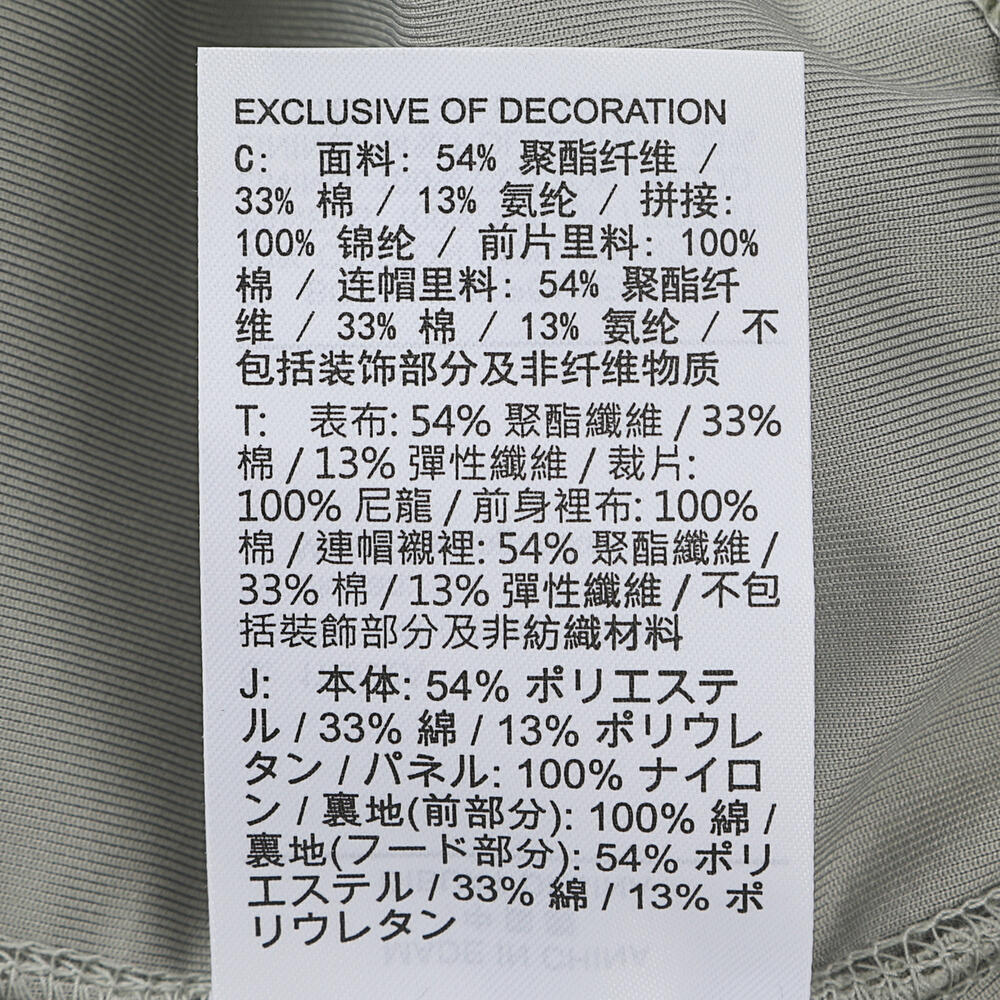 EXCLUSIVE OF DECORATION
C: 面料: 54% 聚酯纤维 /
33% 棉 / 13% 氨纶 / 拼接:
100% 锦纶 / 前片里料: 100%
棉 / 连帽里料: 54% 聚酯纤
维 / 33% 棉 / 13% 氨纶 / 不
包括装饰部分及非纤维物质
T: 表布: 54% 聚酯纖維 / 33%
棉 / 13% 彈性纖維 / 裁片:
100% 尼龍 / 前身裡布: 100%
棉 / 連帽襯裡: 54% 聚酯纖維 /
33% 棉 / 13% 彈性纖維 / 不包
括裝飾部分及非紡織材料
J: 本体: 54% ポリエステ
ル / 33% 綿 / 13% ポリウレ
タン / パネル: 100% ナイロ
ン / 裏地(前部分): 100% 綿 /
裏地(フード部分): 54% ポリ
エステル / 33% 綿 / 13% ポ
リウレタン
MADE IN CHINA